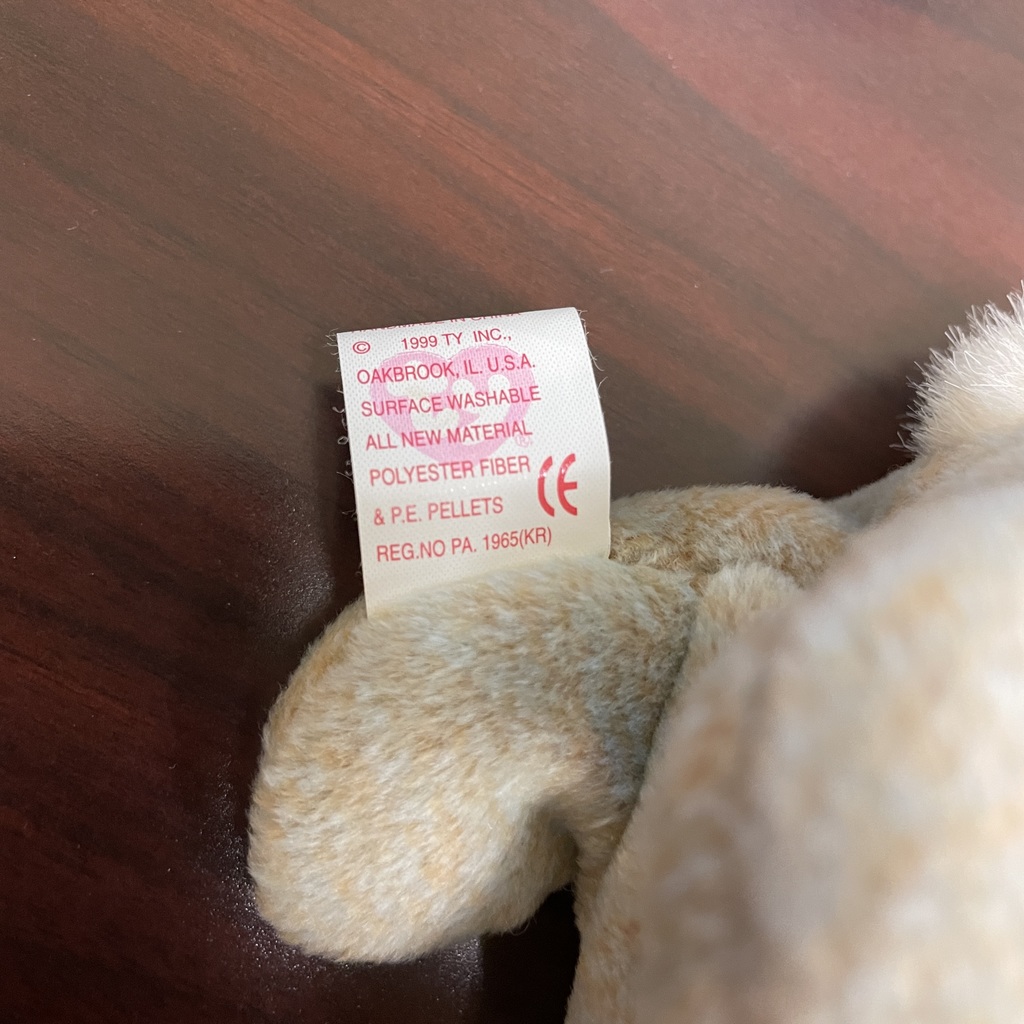 © 1999 TY INC.,
OAKBROOK, IL. U.S.A.
SURFACE WASHABLE
ALL NEW MATERIAL
POLYESTER FIBER
& P.E. PELLETS
CE
REG.NO PA. 1965(KR)